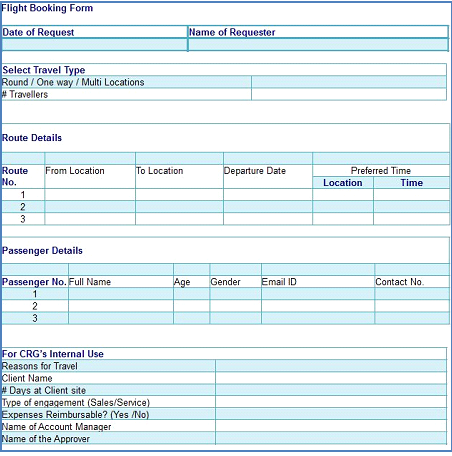 Flight Booking Form
Date of Request Name of Requester
Select Travel Type
Round / One way / Multi Locations
# Travellers
Route Details
Route No. From Location To Location Departure Date Preferred Time
Location Time
1
2
3
Passenger Details
Passenger No. Full Name Age Gender Email ID Contact No.
1
2
3
For CRG's Internal Use
Reasons for Travel
Client Name
# Days at Client site
Type of engagement (Sales/Service)
Expenses Reimbursable? (Yes /No)
Name of Account Manager
Name of the Approver